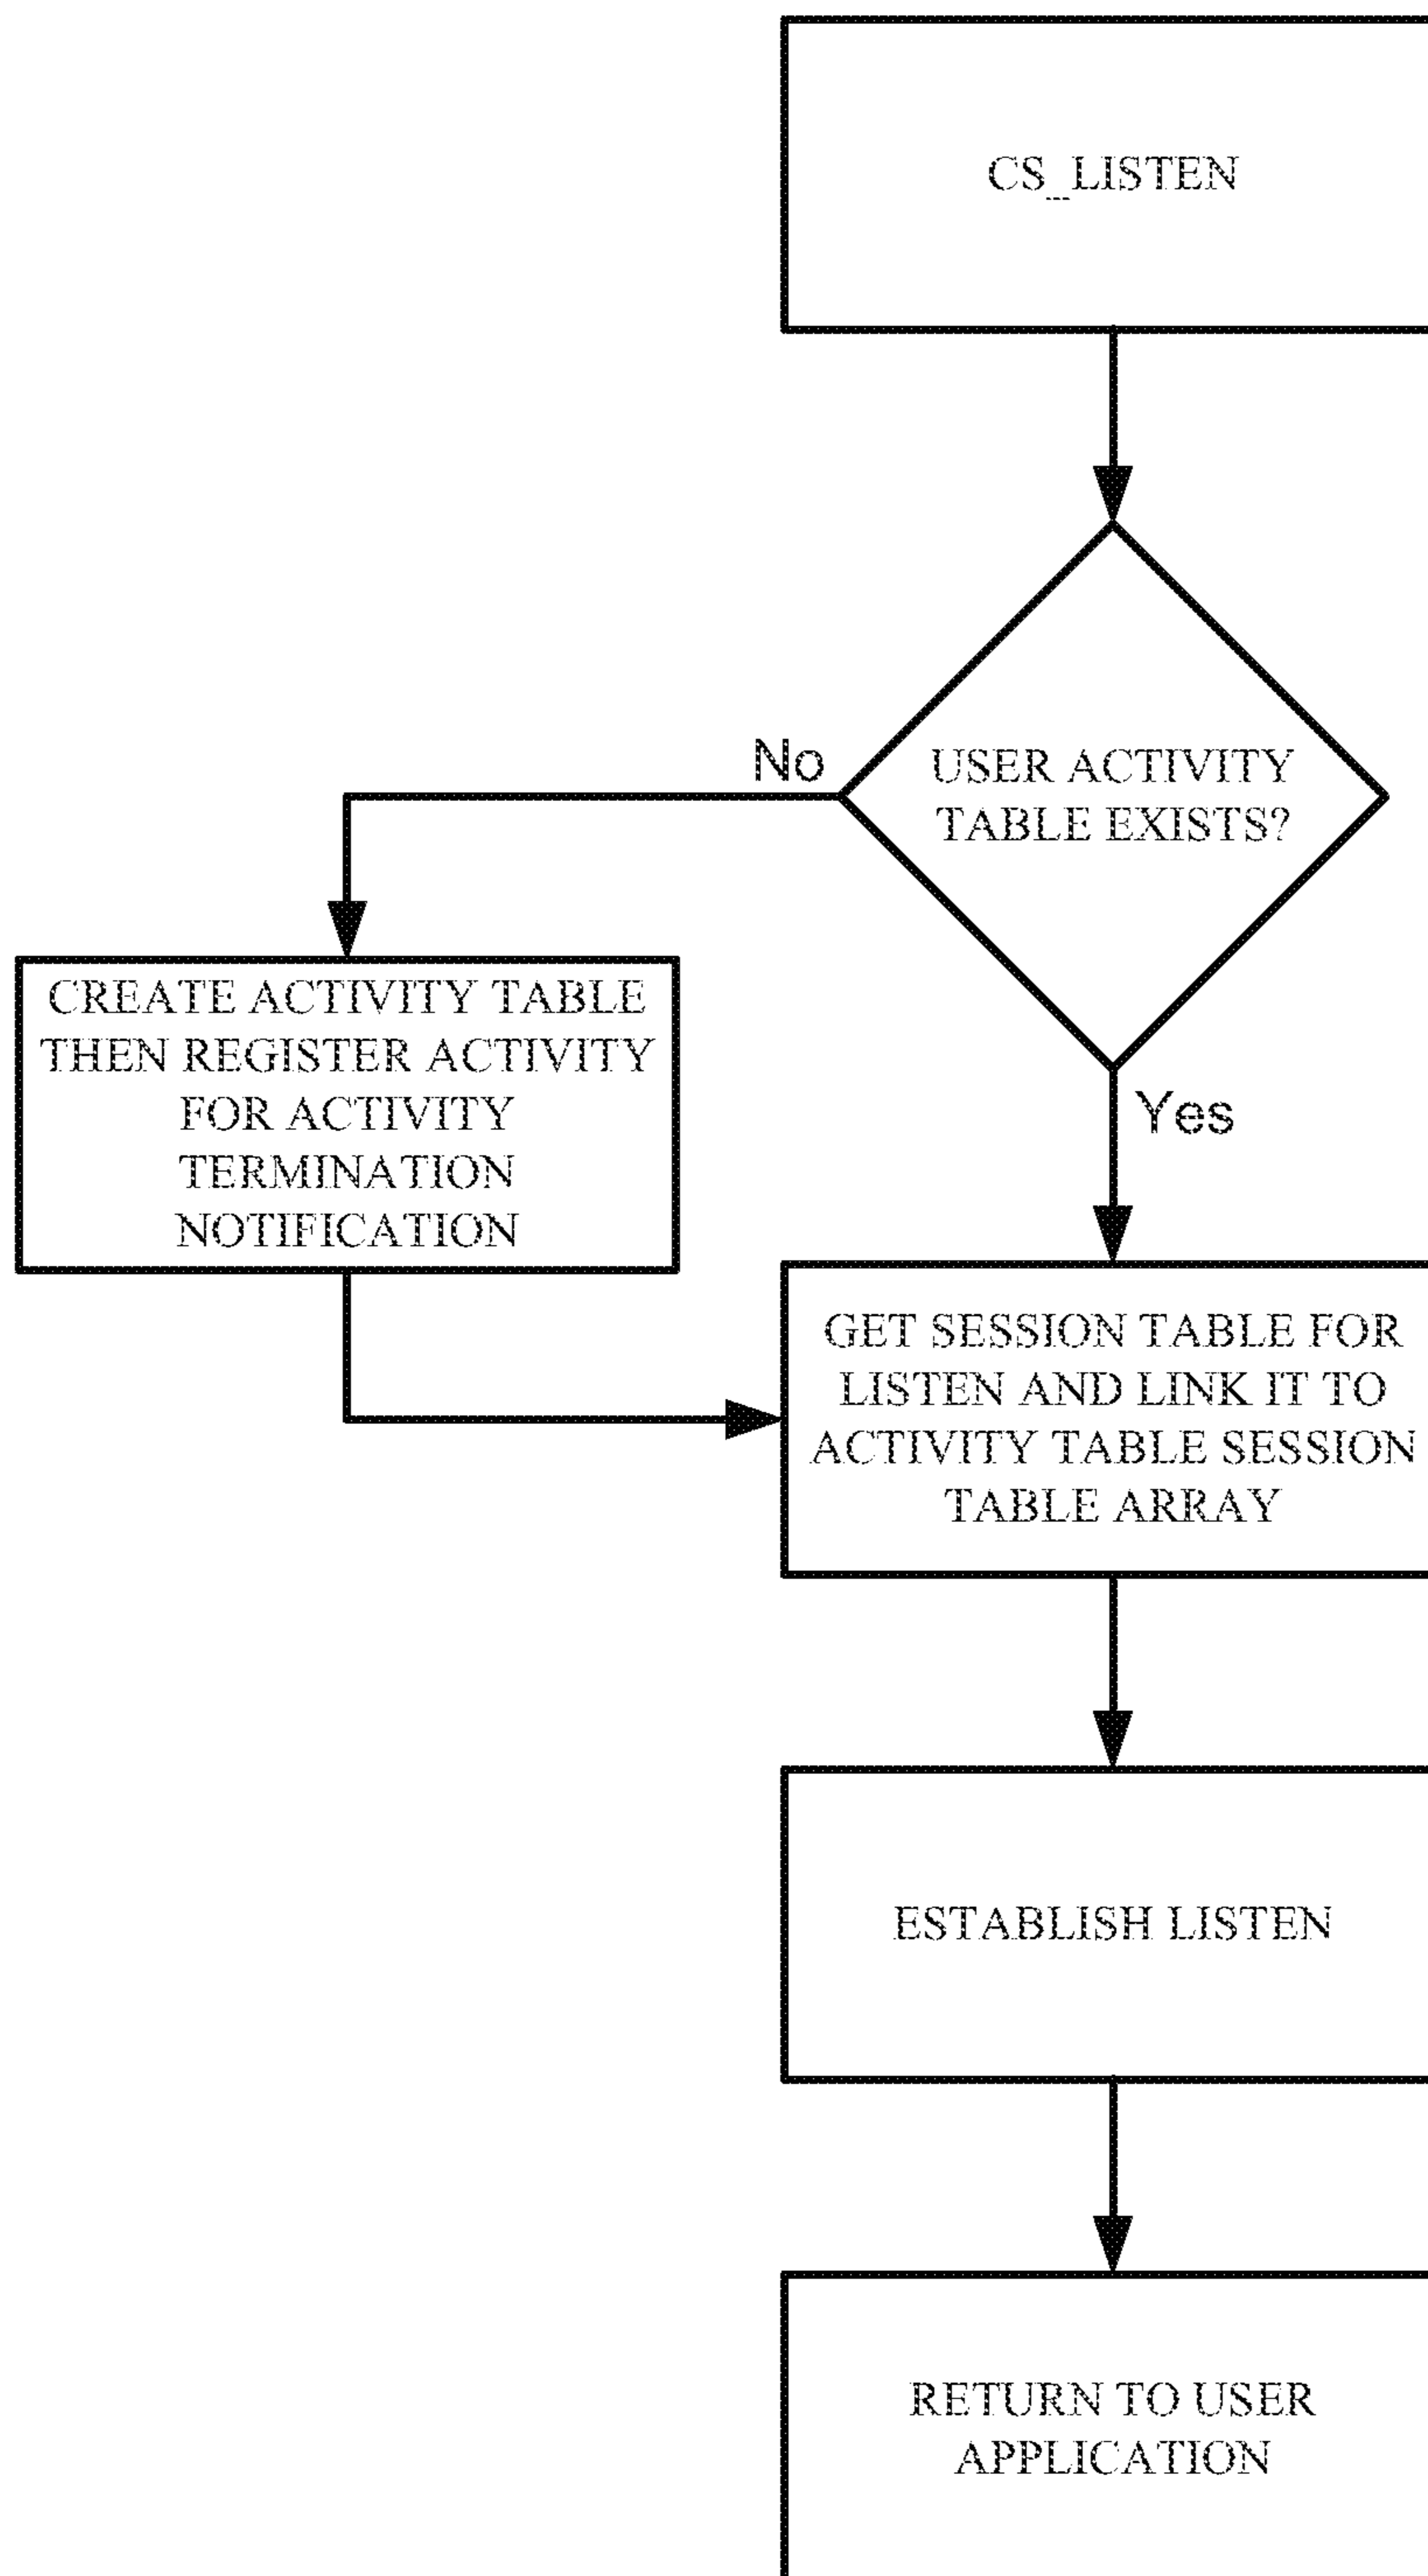 CS_LISTEN
USER ACTIVITY
TABLE EXISTS?
No
Yes
CREATE ACTIVITY TABLE
THEN REGISTER ACTIVITY
FOR ACTIVITY
TERMINATION
NOTIFICATION
GET SESSION TABLE FOR
LISTEN AND LINK IT TO
ACTIVITY TABLE SESSION
TABLE ARRAY
ESTABLISH LISTEN
RETURN TO USER
APPLICATION